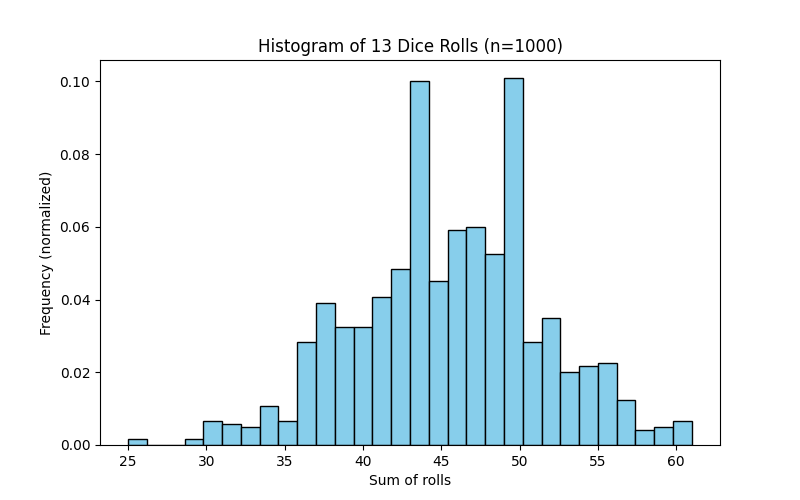 Histogram of 13 Dice Rolls (n=1000)
Frequency (normalized)
0.10
0.08
0.06
0.04
0.02
0.00
25 30 35 40 45 50 55 60
Sum of rolls